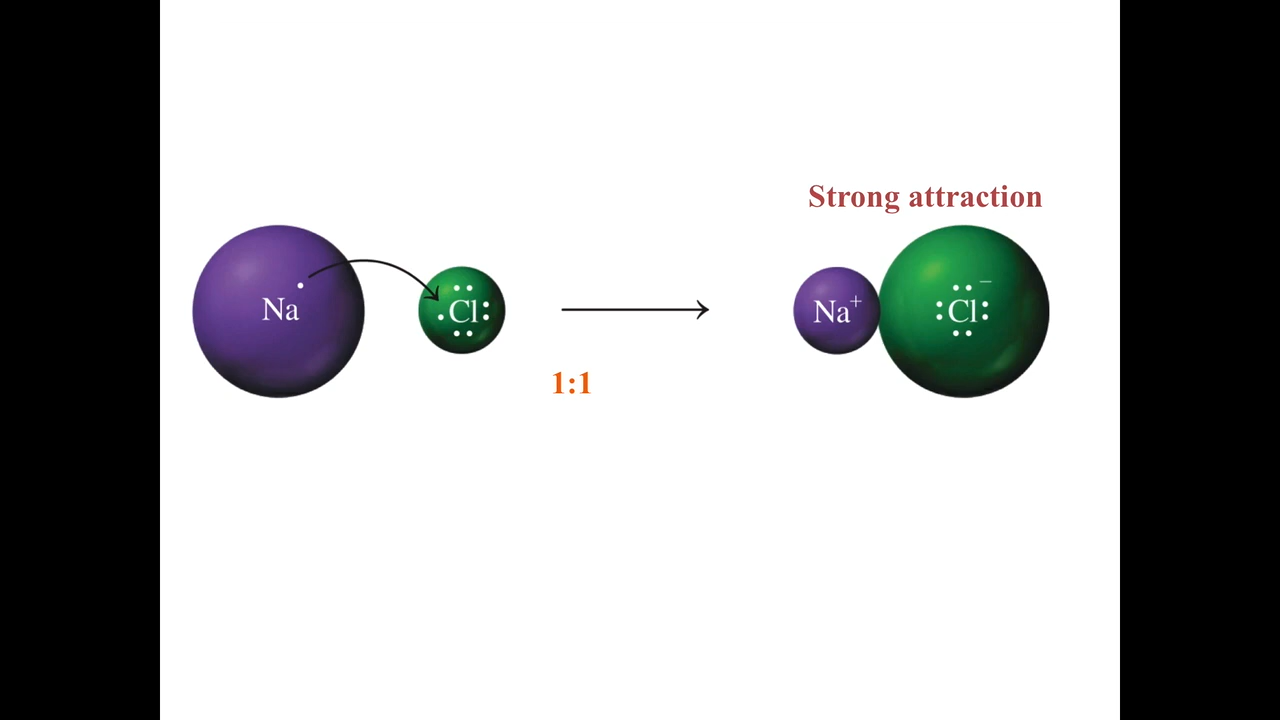 Strong attraction
Na
Cl
Na⁺
Cl⁻
1:1